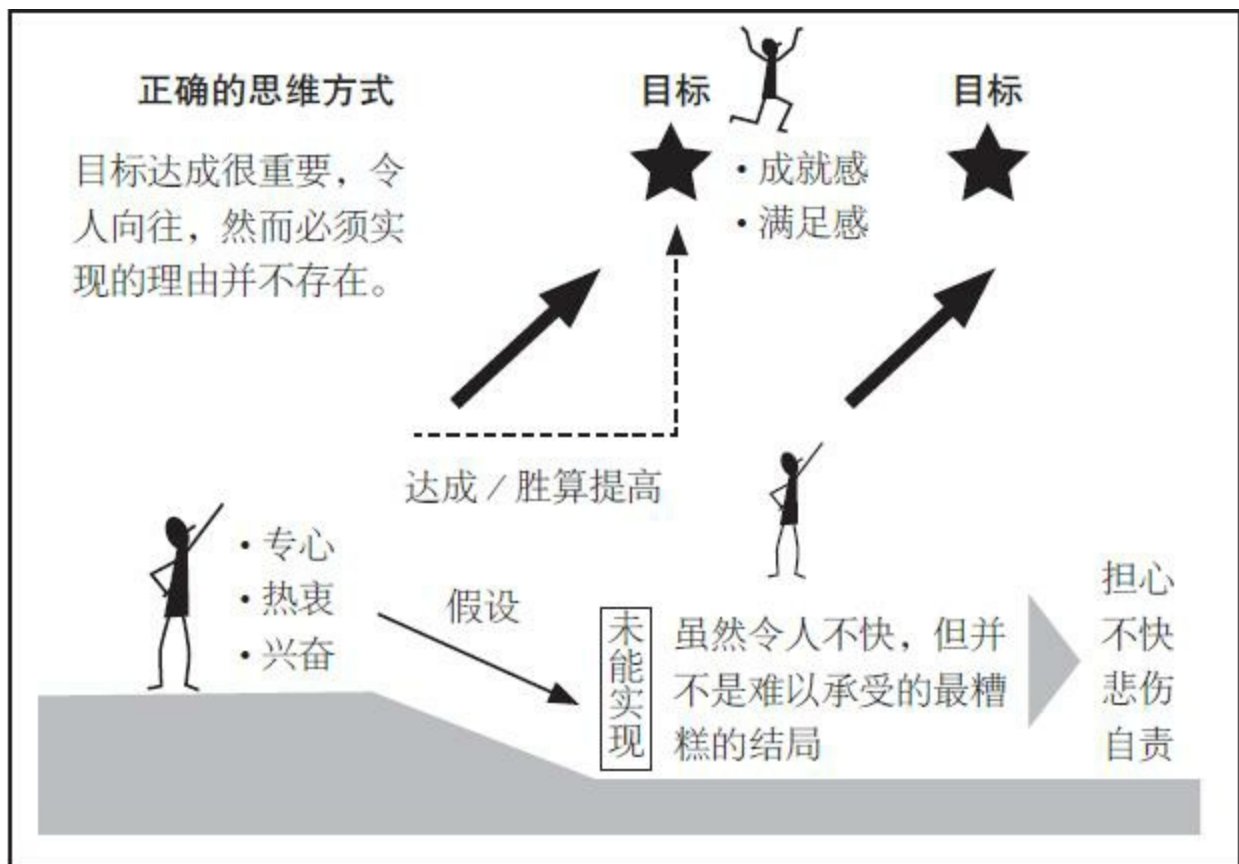 正确的思维方式
目标达成很重要，令
人向往，然而必须实
现的理由并不存在。
目标
・成就感
・满足感
目标
达成／胜算提高
・专心
・热衷
・兴奋
假设
未能实现
虽然令人不快，但并
不是难以承受的最糟
糕的结局
担心
不快
悲伤
自责